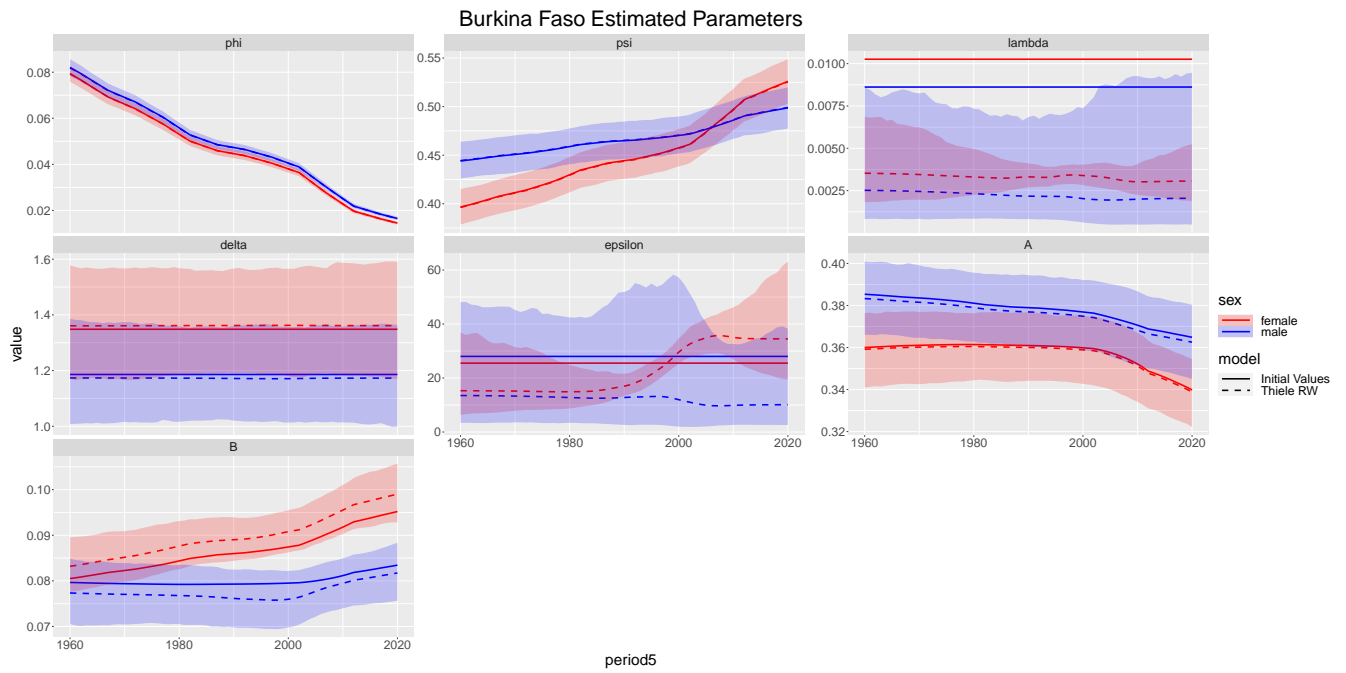 Burkina Faso Estimated Parameters
phi
psi
lambda
0.08
0.06
0.04
0.02
0.55
0.50
0.45
0.40
0.0100
0.0075
0.0050
0.0025
delta
epsilon
A
1.6
1.4
1.2
1.0
60
40
20
0
0.40
0.38
0.36
0.34
0.32
1960
1980
2000
2020
1960
1980
2000
2020
B
0.10
0.09
0.08
0.07
1960
1980
2000
2020
value
period5
sex
female
male
model
Initial Values
Thiele RW